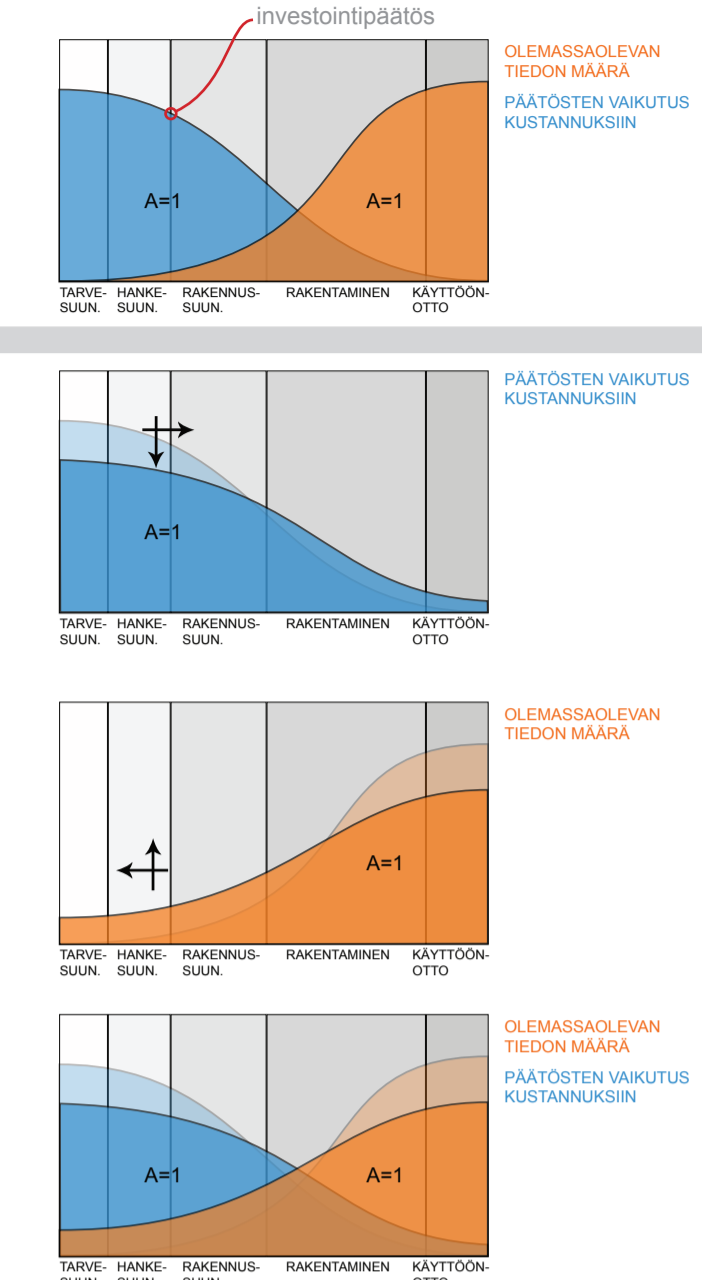 investointipäätös
OLEMASSAOLEVAN
TIEDON MÄÄRÄ
PÄÄTÖSTEN VAIKUTUS
KUSTANNUKSIIN
A=1 A=1
TARVE- HANKE- RAKENNUS- RAKENTAMINEN KÄYTTÖÖN-
SUUN. SUUN. SUUN. OTTO
PÄÄTÖSTEN VAIKUTUS
KUSTANNUKSIIN
A=1
TARVE- HANKE- RAKENNUS- RAKENTAMINEN KÄYTTÖÖN-
SUUN. SUUN. SUUN. OTTO
OLEMASSAOLEVAN
TIEDON MÄÄRÄ
A=1
TARVE- HANKE- RAKENNUS- RAKENTAMINEN KÄYTTÖÖN-
SUUN. SUUN. SUUN. OTTO
OLEMASSAOLEVAN
TIEDON MÄÄRÄ
PÄÄTÖSTEN VAIKUTUS
KUSTANNUKSIIN
A=1 A=1
TARVE- HANKE- RAKENNUS- RAKENTAMINEN KÄYTTÖÖN-